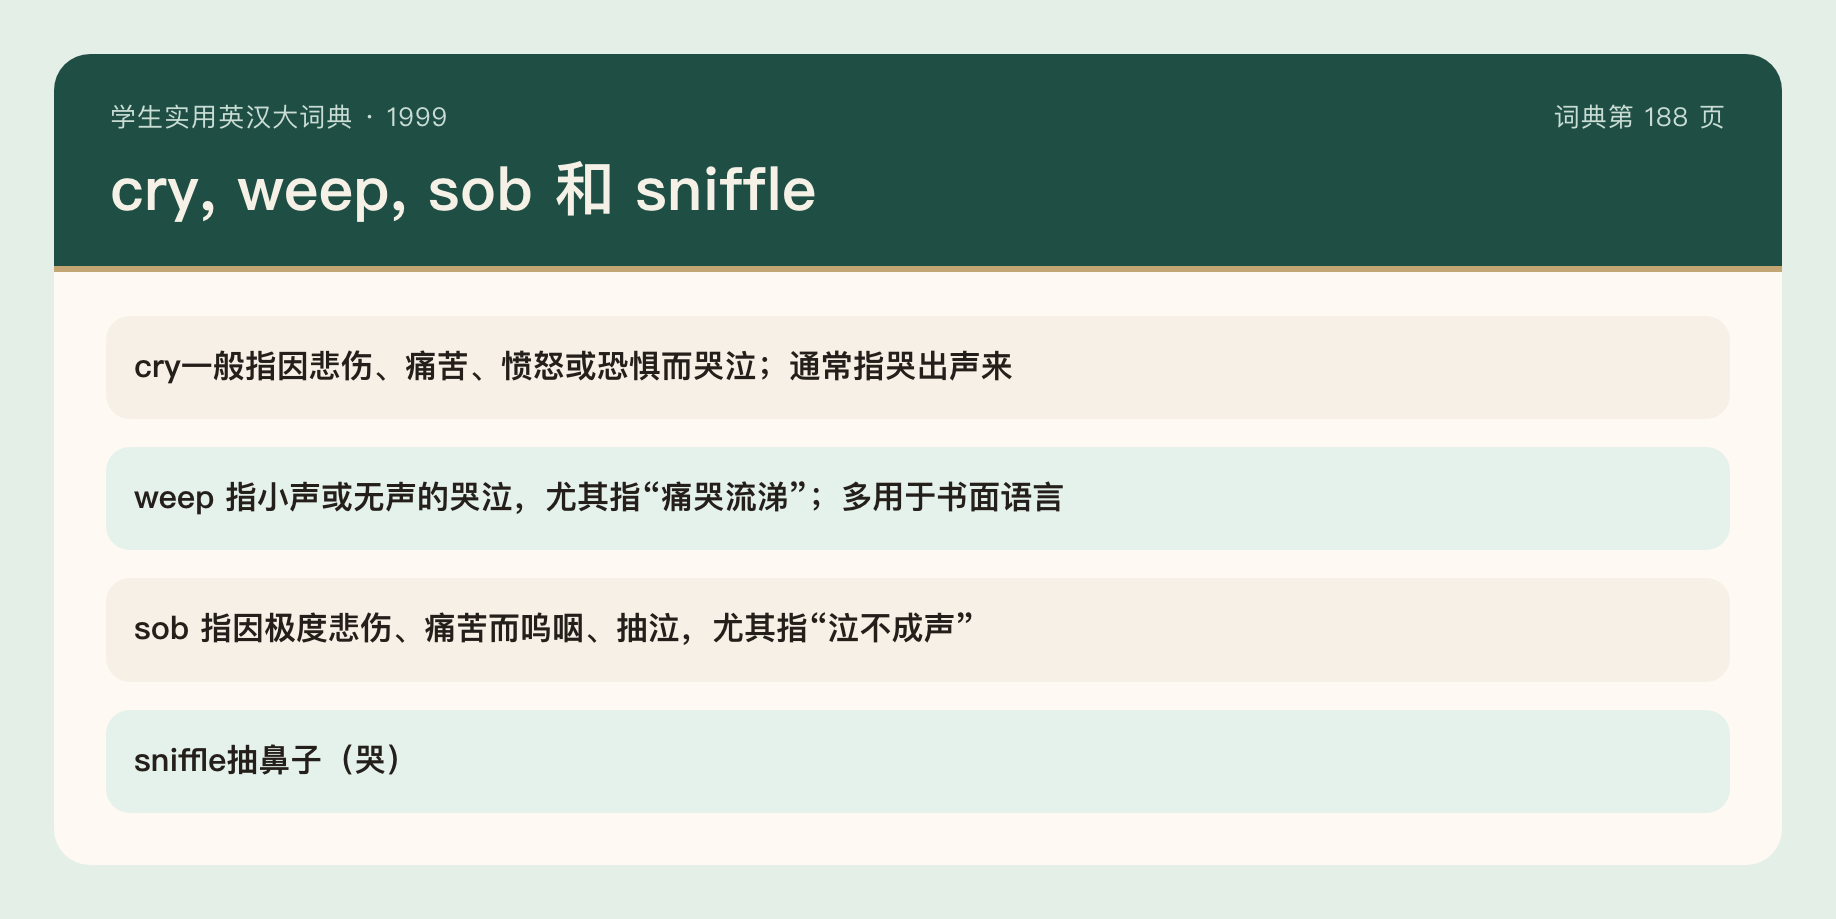 学生实用英汉大词典 · 1999
词典第 188 页
cry, weep, sob 和 sniffle
cry一般指因悲伤、痛苦、愤怒或恐惧而哭泣；通常指哭出声来
weep 指小声或无声的哭泣，尤其指“痛哭流涕”；多用于书面语言
sob 指因极度悲伤、痛苦而呜咽、抽泣，尤其指“泣不成声”
sniffle抽鼻子（哭）